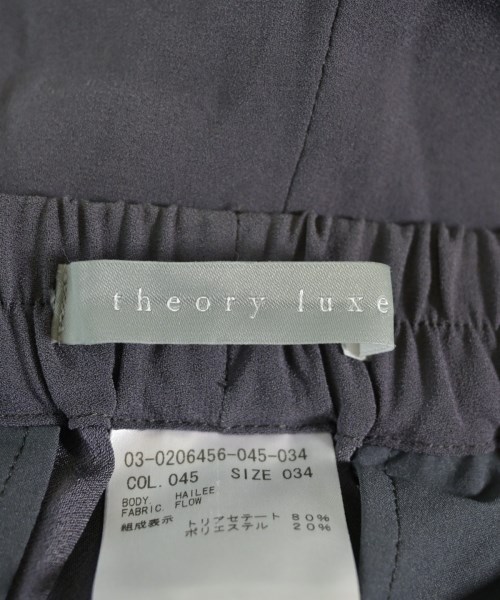 theory luxe
03-0206456-045-034
COL. 045 SIZE 034
BODY. HAILEE
FABRIC. FLOW
組成表示 トリアセテート 80%
ポリエステル 20%